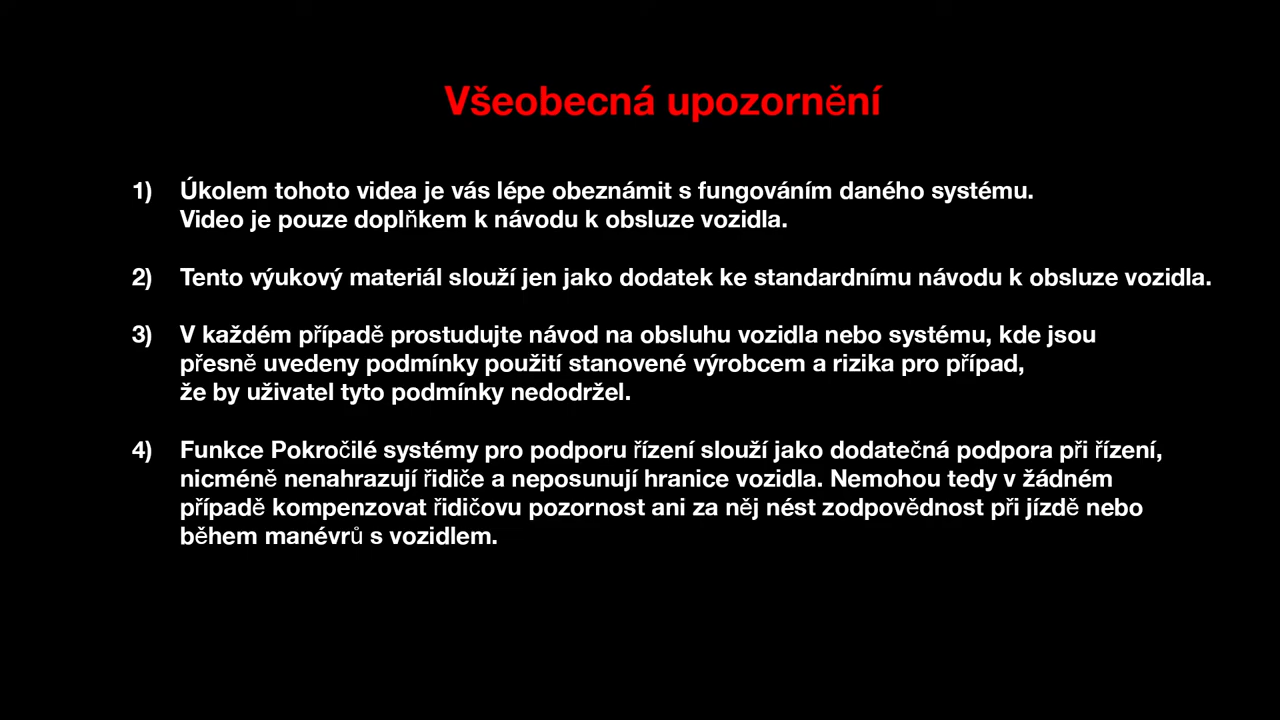 Všeobecná upozornění
1) Úkolem tohoto videa je vás lépe obeznámit s fungováním daného systému.
Video je pouze doplňkem k návodu k obsluze vozidla.
2) Tento výukový materiál slouží jen jako dodatek ke standardnímu návodu k obsluze vozidla.
3) V každém případě prostudujte návod na obsluhu vozidla nebo systému, kde jsou
přesně uvedeny podmínky použití stanovené výrobcem a rizika pro případ,
že by uživatel tyto podmínky nedodržel.
4) Funkce Pokročilé systémy pro podporu řízení slouží jako dodatečná podpora při řízení,
nicméně nenahrazují řidiče a neposunují hranice vozidla. Nemohou tedy v žádném
případě kompenzovat řidičovu pozornost ani za něj nést zodpovědnost při jízdě nebo
během manévrů s vozidlem.